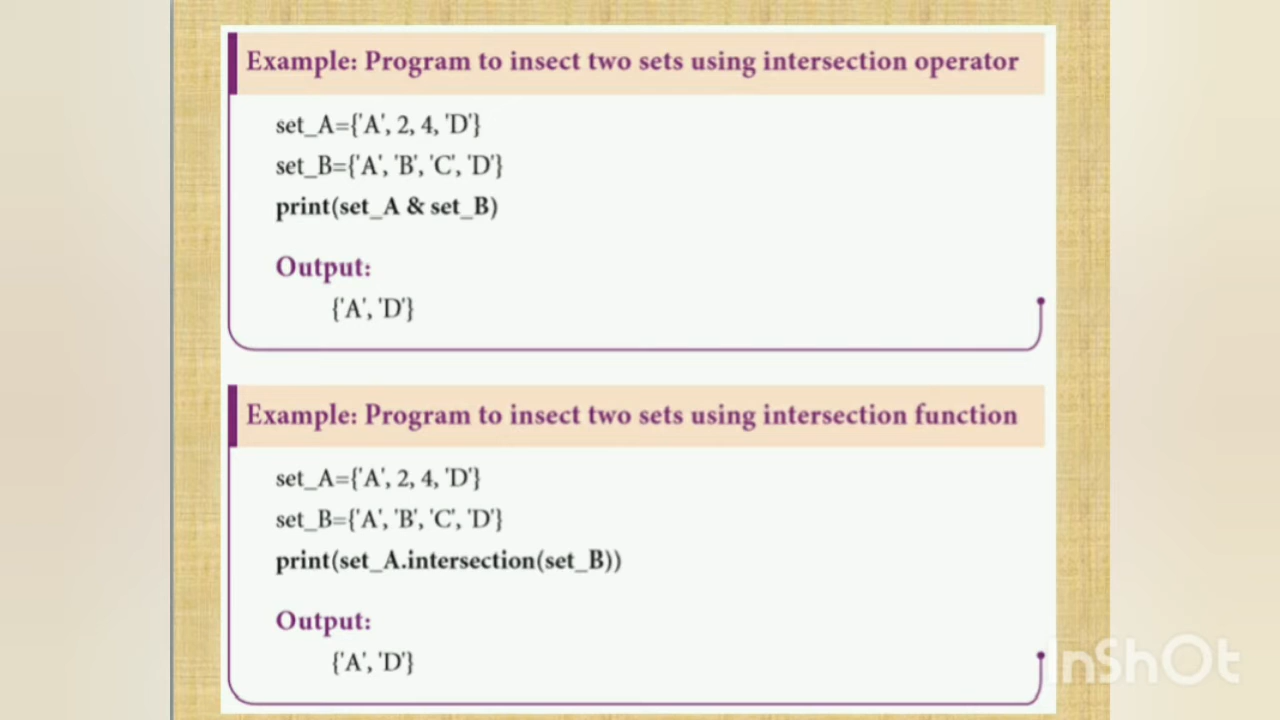 Example: Program to insect two sets using intersection operator
set_A={'A', 2, 4, 'D'}
set_B={'A', 'B', 'C', 'D'}
print(set_A & set_B)
Output:
{'A', 'D'}
Example: Program to insect two sets using intersection function
set_A={'A', 2, 4, 'D'}
set_B={'A', 'B', 'C', 'D'}
print(set_A.intersection(set_B))
Output:
{'A', 'D'}
InShOt